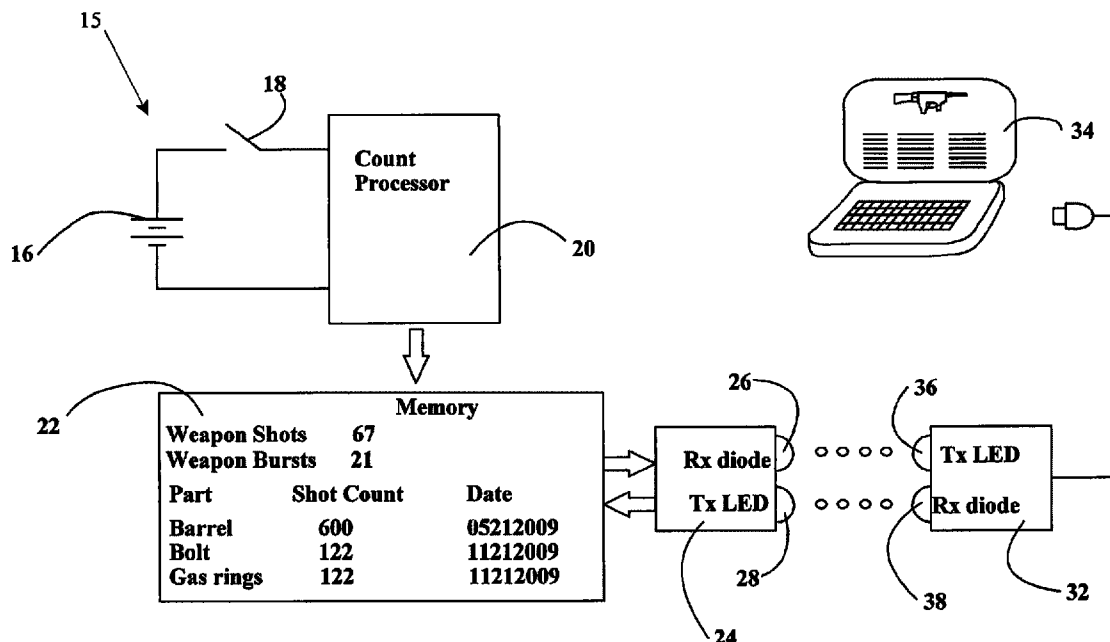 15
18
Count
Processor
34
16
20
22
Memory
26
36
Weapon Shots 67
Weapon Bursts 21
Rx diode
Tx LED
Part Shot Count Date
Tx LED
Rx diode
Barrel 600 05212009
Bolt 122 11212009
Gas rings 122 11212009
28
38
32
24